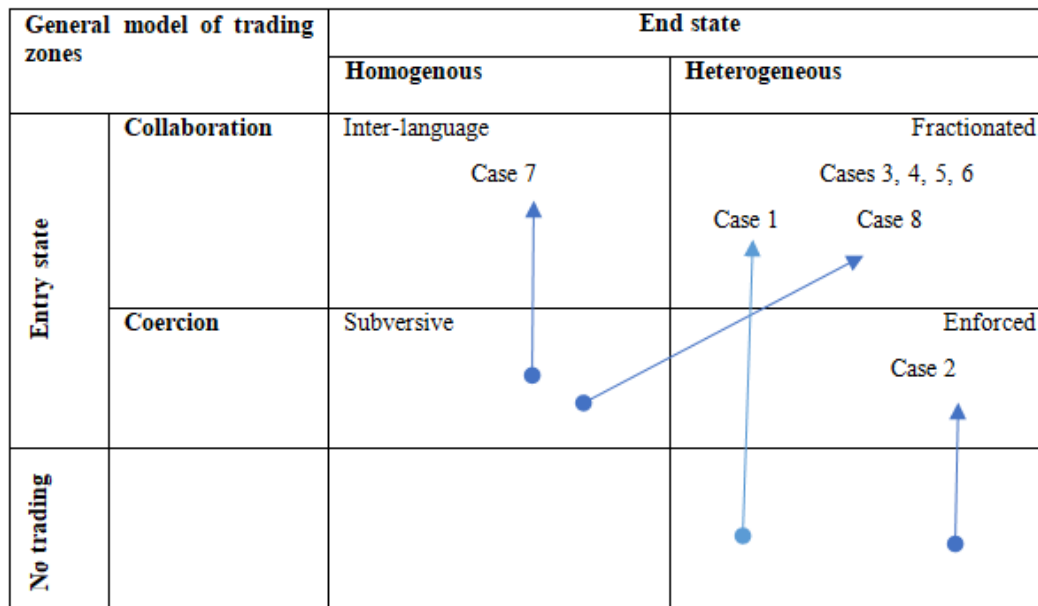 General model of trading
zones
End state
Homogenous
Heterogeneous
Entry state
Collaboration
Inter-language
Fractionated
Case 7
Cases 3, 4, 5, 6
Case 1
Case 8
Coercion
Subversive
Enforced
Case 2
No trading